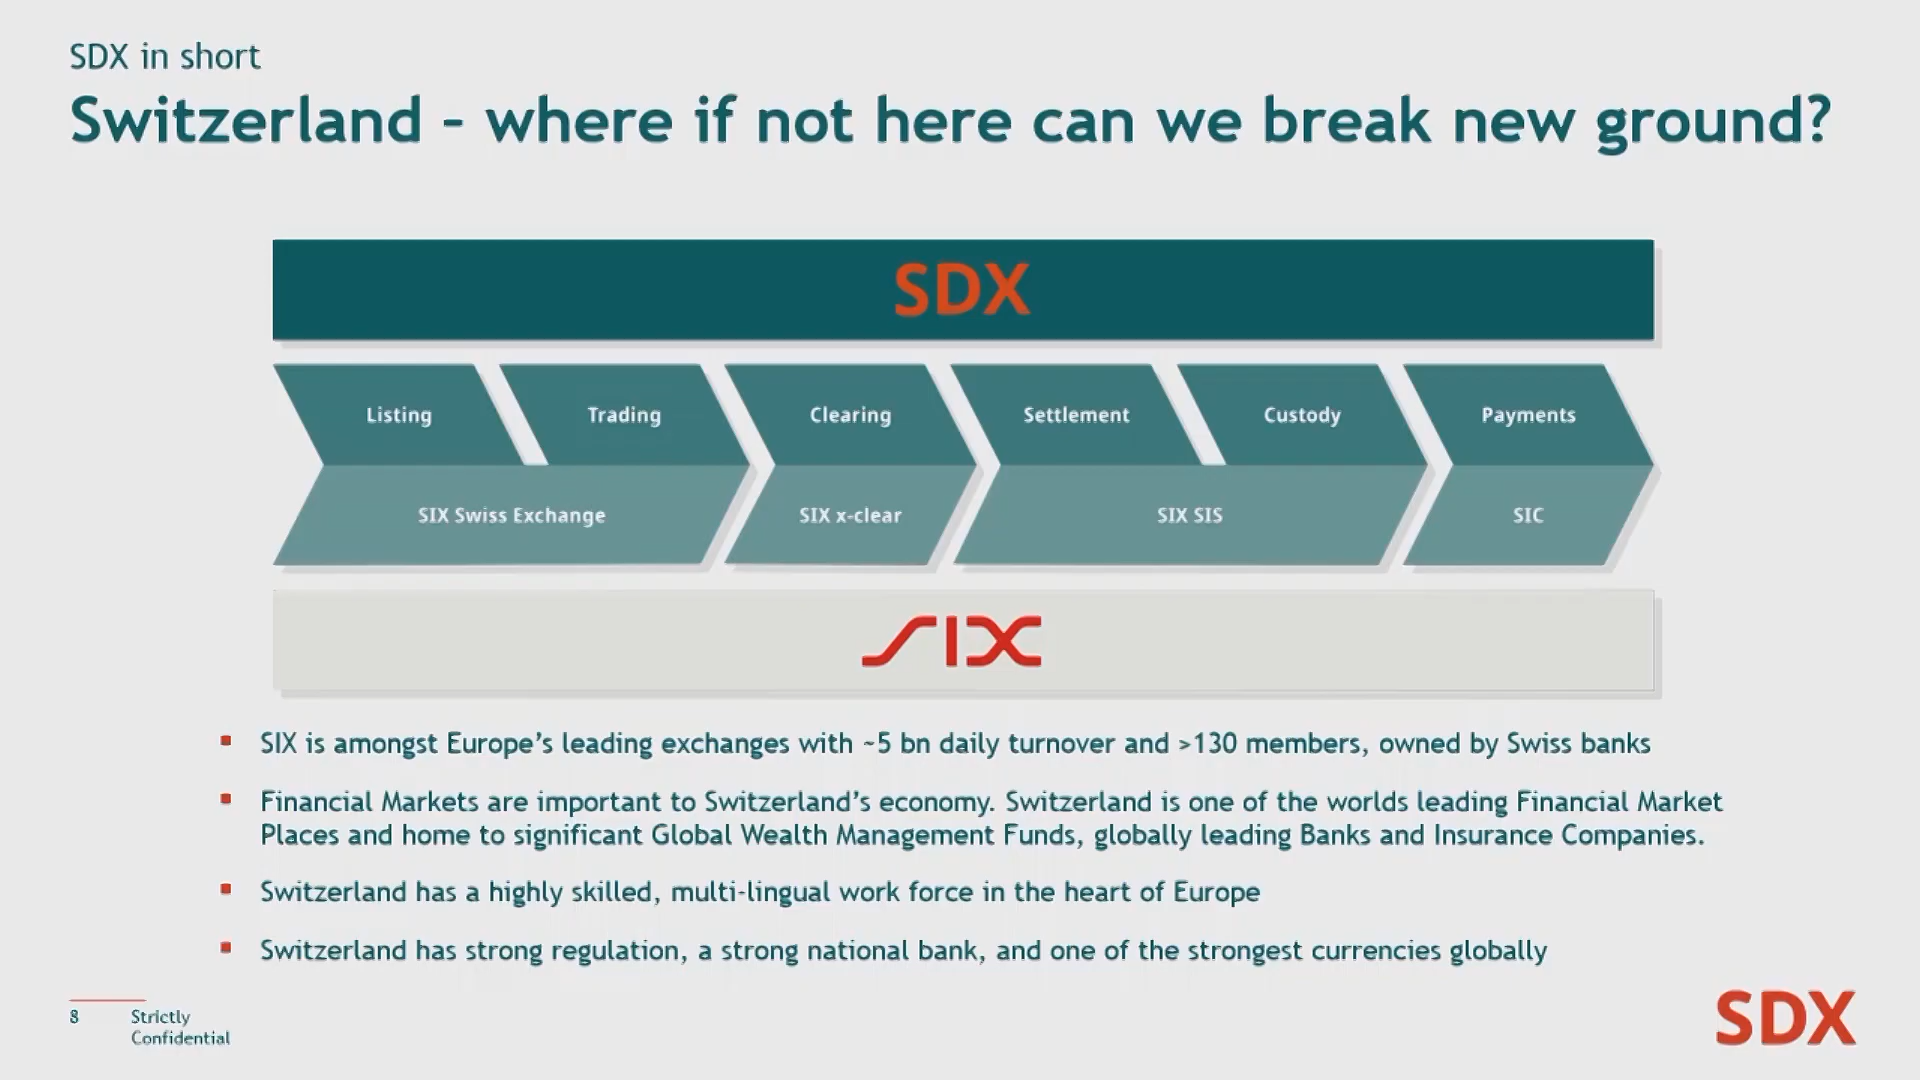 SDX in short
Switzerland - where if not here can we break new ground?
SDX
Listing
Trading
Clearing
Settlement
Custody
Payments
SIX Swiss Exchange
SIX x-clear
SIX SIS
SIC
SIX
SIX is amongst Europe's leading exchanges with ~5 bn daily turnover and >130 members, owned by Swiss banks
Financial Markets are important to Switzerland's economy. Switzerland is one of the worlds leading Financial Market
Places and home to significant Global Wealth Management Funds, globally leading Banks and Insurance Companies.
Switzerland has a highly skilled, multi-lingual work force in the heart of Europe
Switzerland has strong regulation, a strong national bank, and one of the strongest currencies globally
8
Strictly
Confidential
SDX